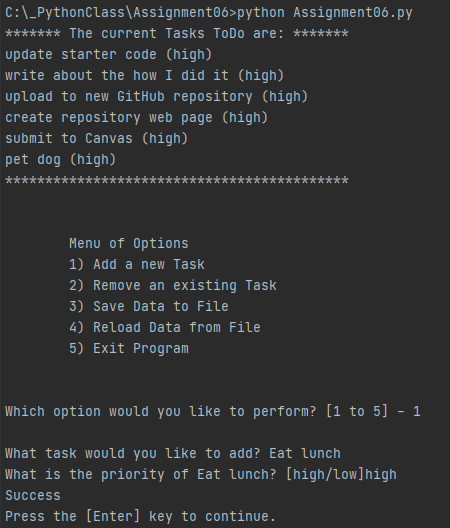 C:\_PythonClass\Assignment06>python Assignment06.py
******* The current Tasks ToDo are: *******
update starter code (high)
write about the how I did it (high)
upload to new GitHub repository (high)
create repository web page (high)
submit to Canvas (high)
pet dog (high)
*******************************************
Menu of Options
1) Add a new Task
2) Remove an existing Task
3) Save Data to File
4) Reload Data from File
5) Exit Program
Which option would you like to perform? [1 to 5] - 1
What task would you like to add? Eat lunch
What is the priority of Eat lunch? [high/low]high
Success
Press the [Enter] key to continue.